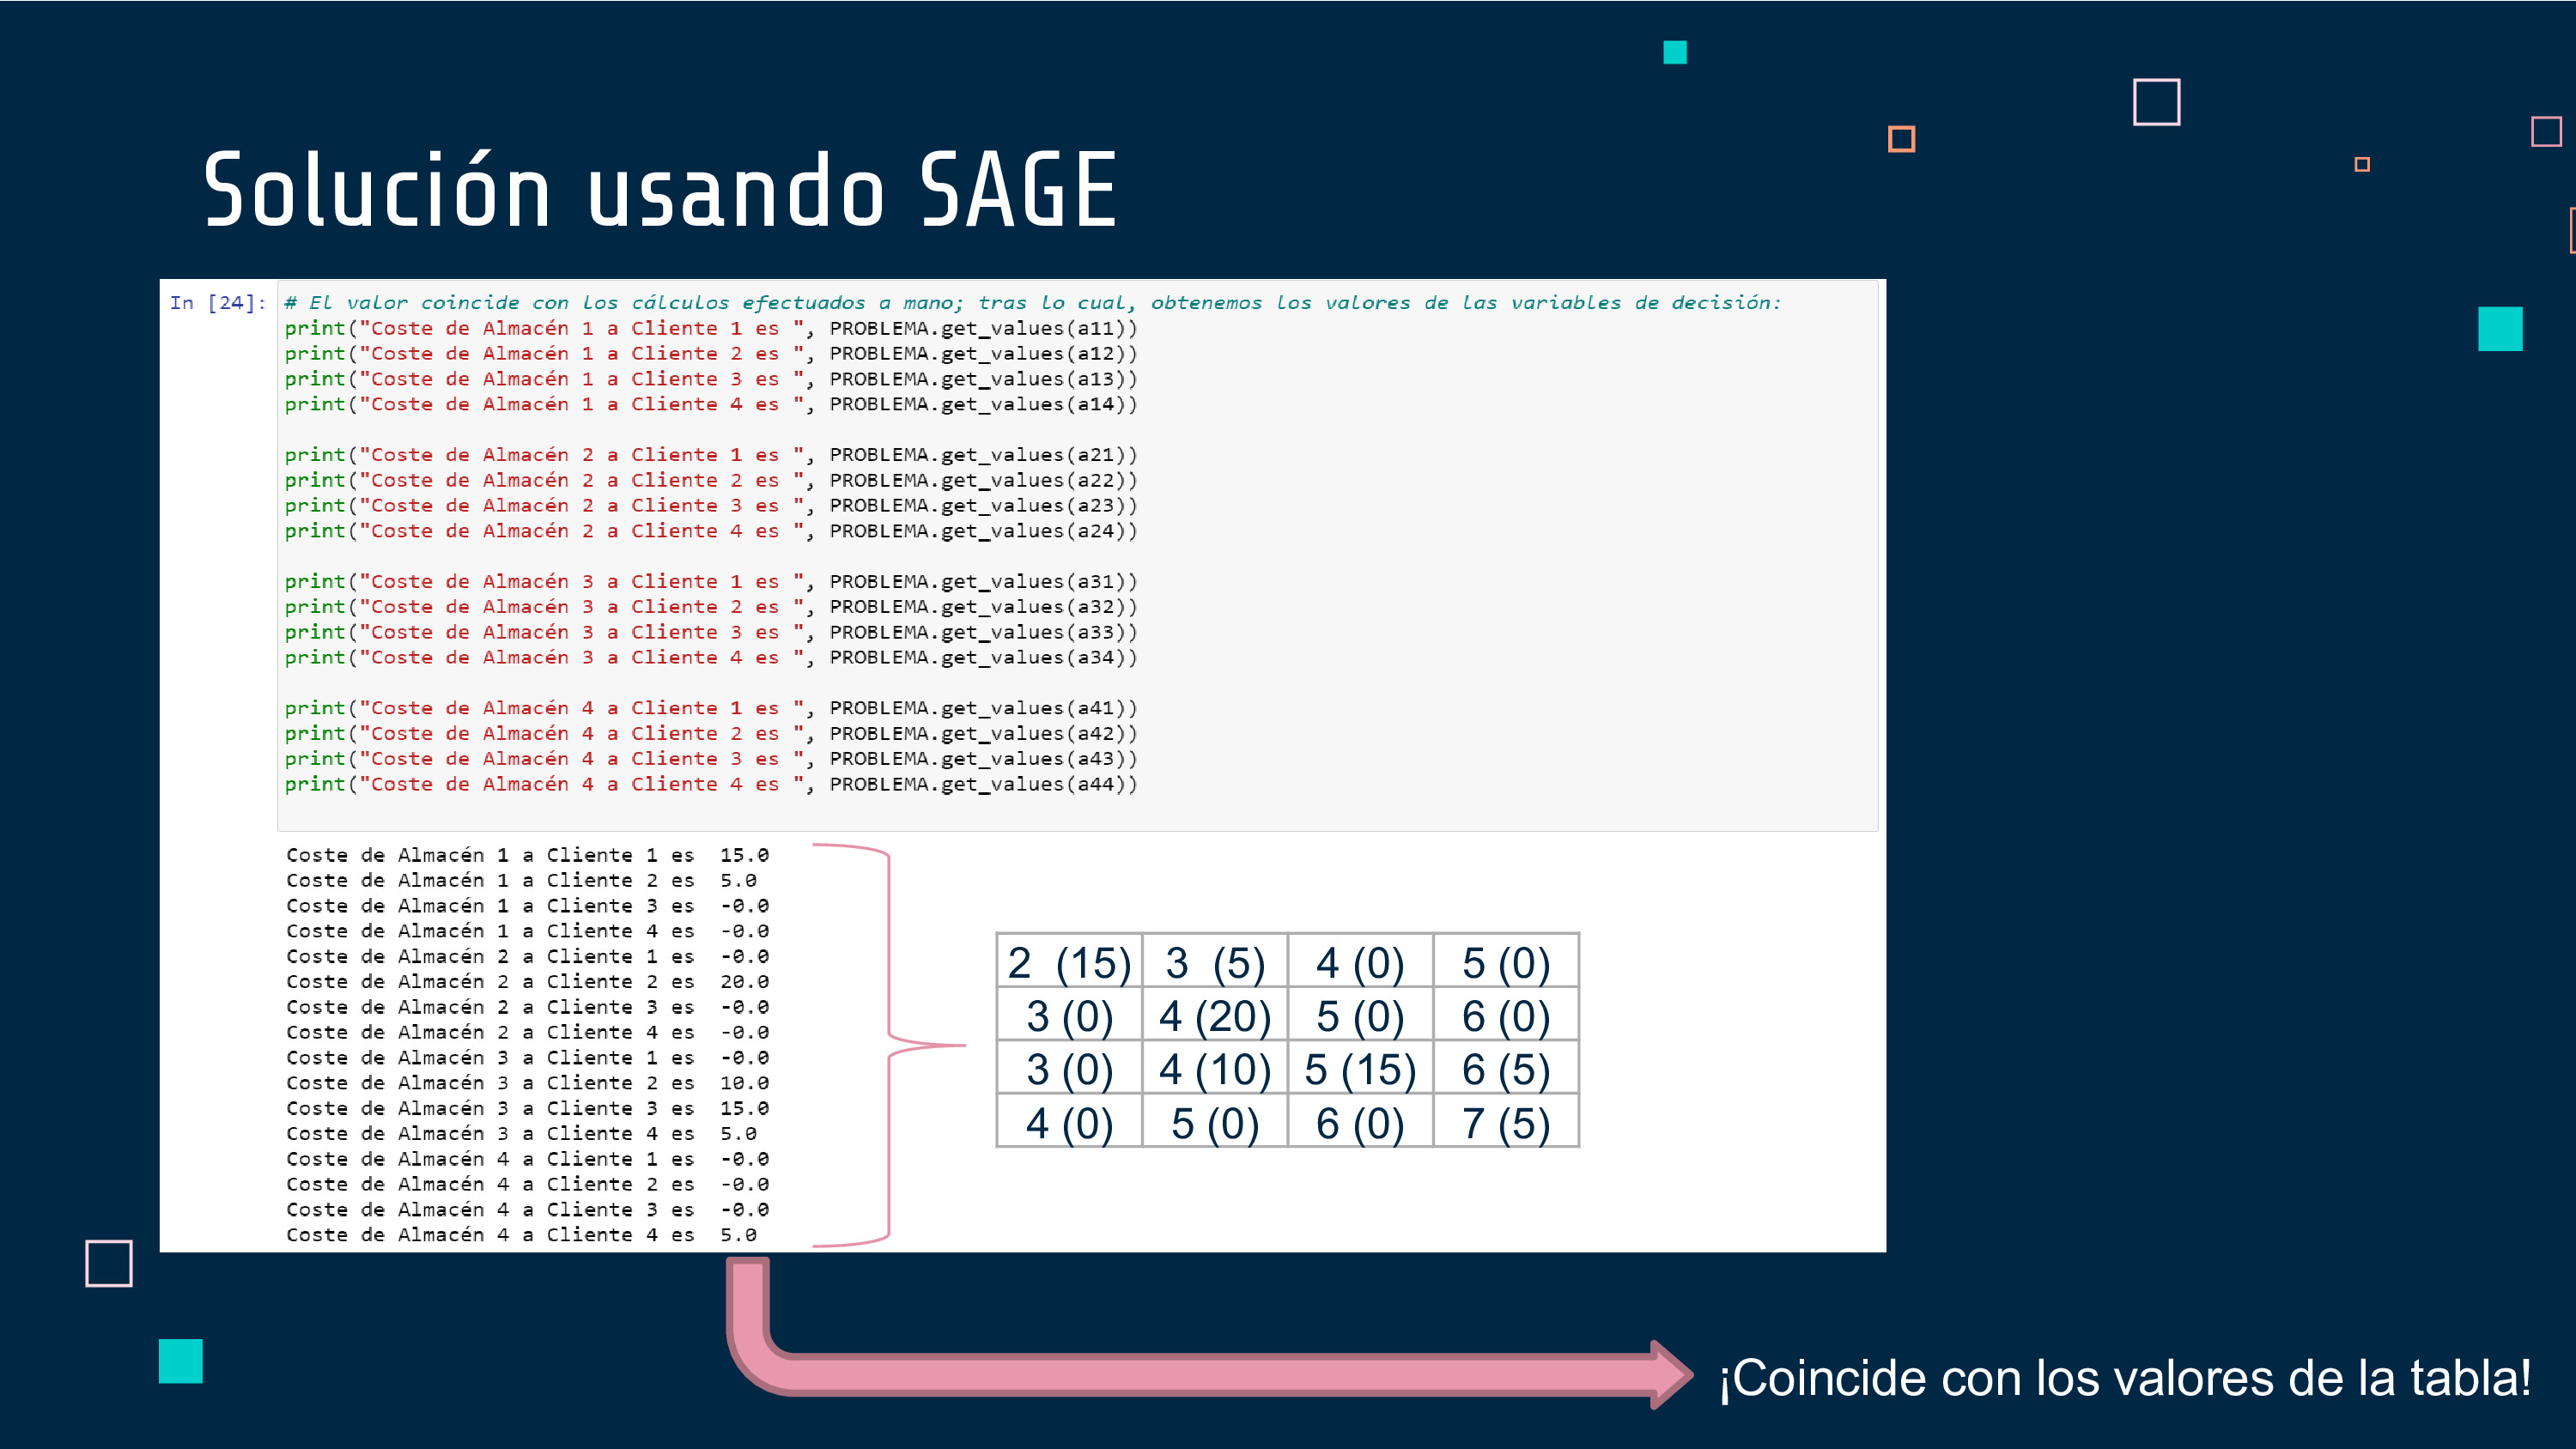 Solución usando SAGE
In [24]: # El valor coincide con los cálculos efectuados a mano; tras lo cual, obtenemos los valores de las variables de decisión:
print("Coste de Almacén 1 a Cliente 1 es ", PROBLEMA.get_values(a11))
print("Coste de Almacén 1 a Cliente 2 es ", PROBLEMA.get_values(a12))
print("Coste de Almacén 1 a Cliente 3 es ", PROBLEMA.get_values(a13))
print("Coste de Almacén 1 a Cliente 4 es ", PROBLEMA.get_values(a14))
print("Coste de Almacén 2 a Cliente 1 es ", PROBLEMA.get_values(a21))
print("Coste de Almacén 2 a Cliente 2 es ", PROBLEMA.get_values(a22))
print("Coste de Almacén 2 a Cliente 3 es ", PROBLEMA.get_values(a23))
print("Coste de Almacén 2 a Cliente 4 es ", PROBLEMA.get_values(a24))
print("Coste de Almacén 3 a Cliente 1 es ", PROBLEMA.get_values(a31))
print("Coste de Almacén 3 a Cliente 2 es ", PROBLEMA.get_values(a32))
print("Coste de Almacén 3 a Cliente 3 es ", PROBLEMA.get_values(a33))
print("Coste de Almacén 3 a Cliente 4 es ", PROBLEMA.get_values(a34))
print("Coste de Almacén 4 a Cliente 1 es ", PROBLEMA.get_values(a41))
print("Coste de Almacén 4 a Cliente 2 es ", PROBLEMA.get_values(a42))
print("Coste de Almacén 4 a Cliente 3 es ", PROBLEMA.get_values(a43))
print("Coste de Almacén 4 a Cliente 4 es ", PROBLEMA.get_values(a44))
Coste de Almacén 1 a Cliente 1 es  15.0
Coste de Almacén 1 a Cliente 2 es  5.0
Coste de Almacén 1 a Cliente 3 es  -0.0
Coste de Almacén 1 a Cliente 4 es  -0.0
Coste de Almacén 2 a Cliente 1 es  -0.0
Coste de Almacén 2 a Cliente 2 es  20.0
Coste de Almacén 2 a Cliente 3 es  -0.0
Coste de Almacén 2 a Cliente 4 es  -0.0
Coste de Almacén 3 a Cliente 1 es  -0.0
Coste de Almacén 3 a Cliente 2 es  10.0
Coste de Almacén 3 a Cliente 3 es  15.0
Coste de Almacén 3 a Cliente 4 es  5.0
Coste de Almacén 4 a Cliente 1 es  -0.0
Coste de Almacén 4 a Cliente 2 es  -0.0
Coste de Almacén 4 a Cliente 3 es  -0.0
Coste de Almacén 4 a Cliente 4 es  5.0
2 (15) 3 (5) 4 (0) 5 (0)
3 (0) 4 (20) 5 (0) 6 (0)
3 (0) 4 (10) 5 (15) 6 (5)
4 (0) 5 (0) 6 (0) 7 (5)
¡Coincide con los valores de la tabla!